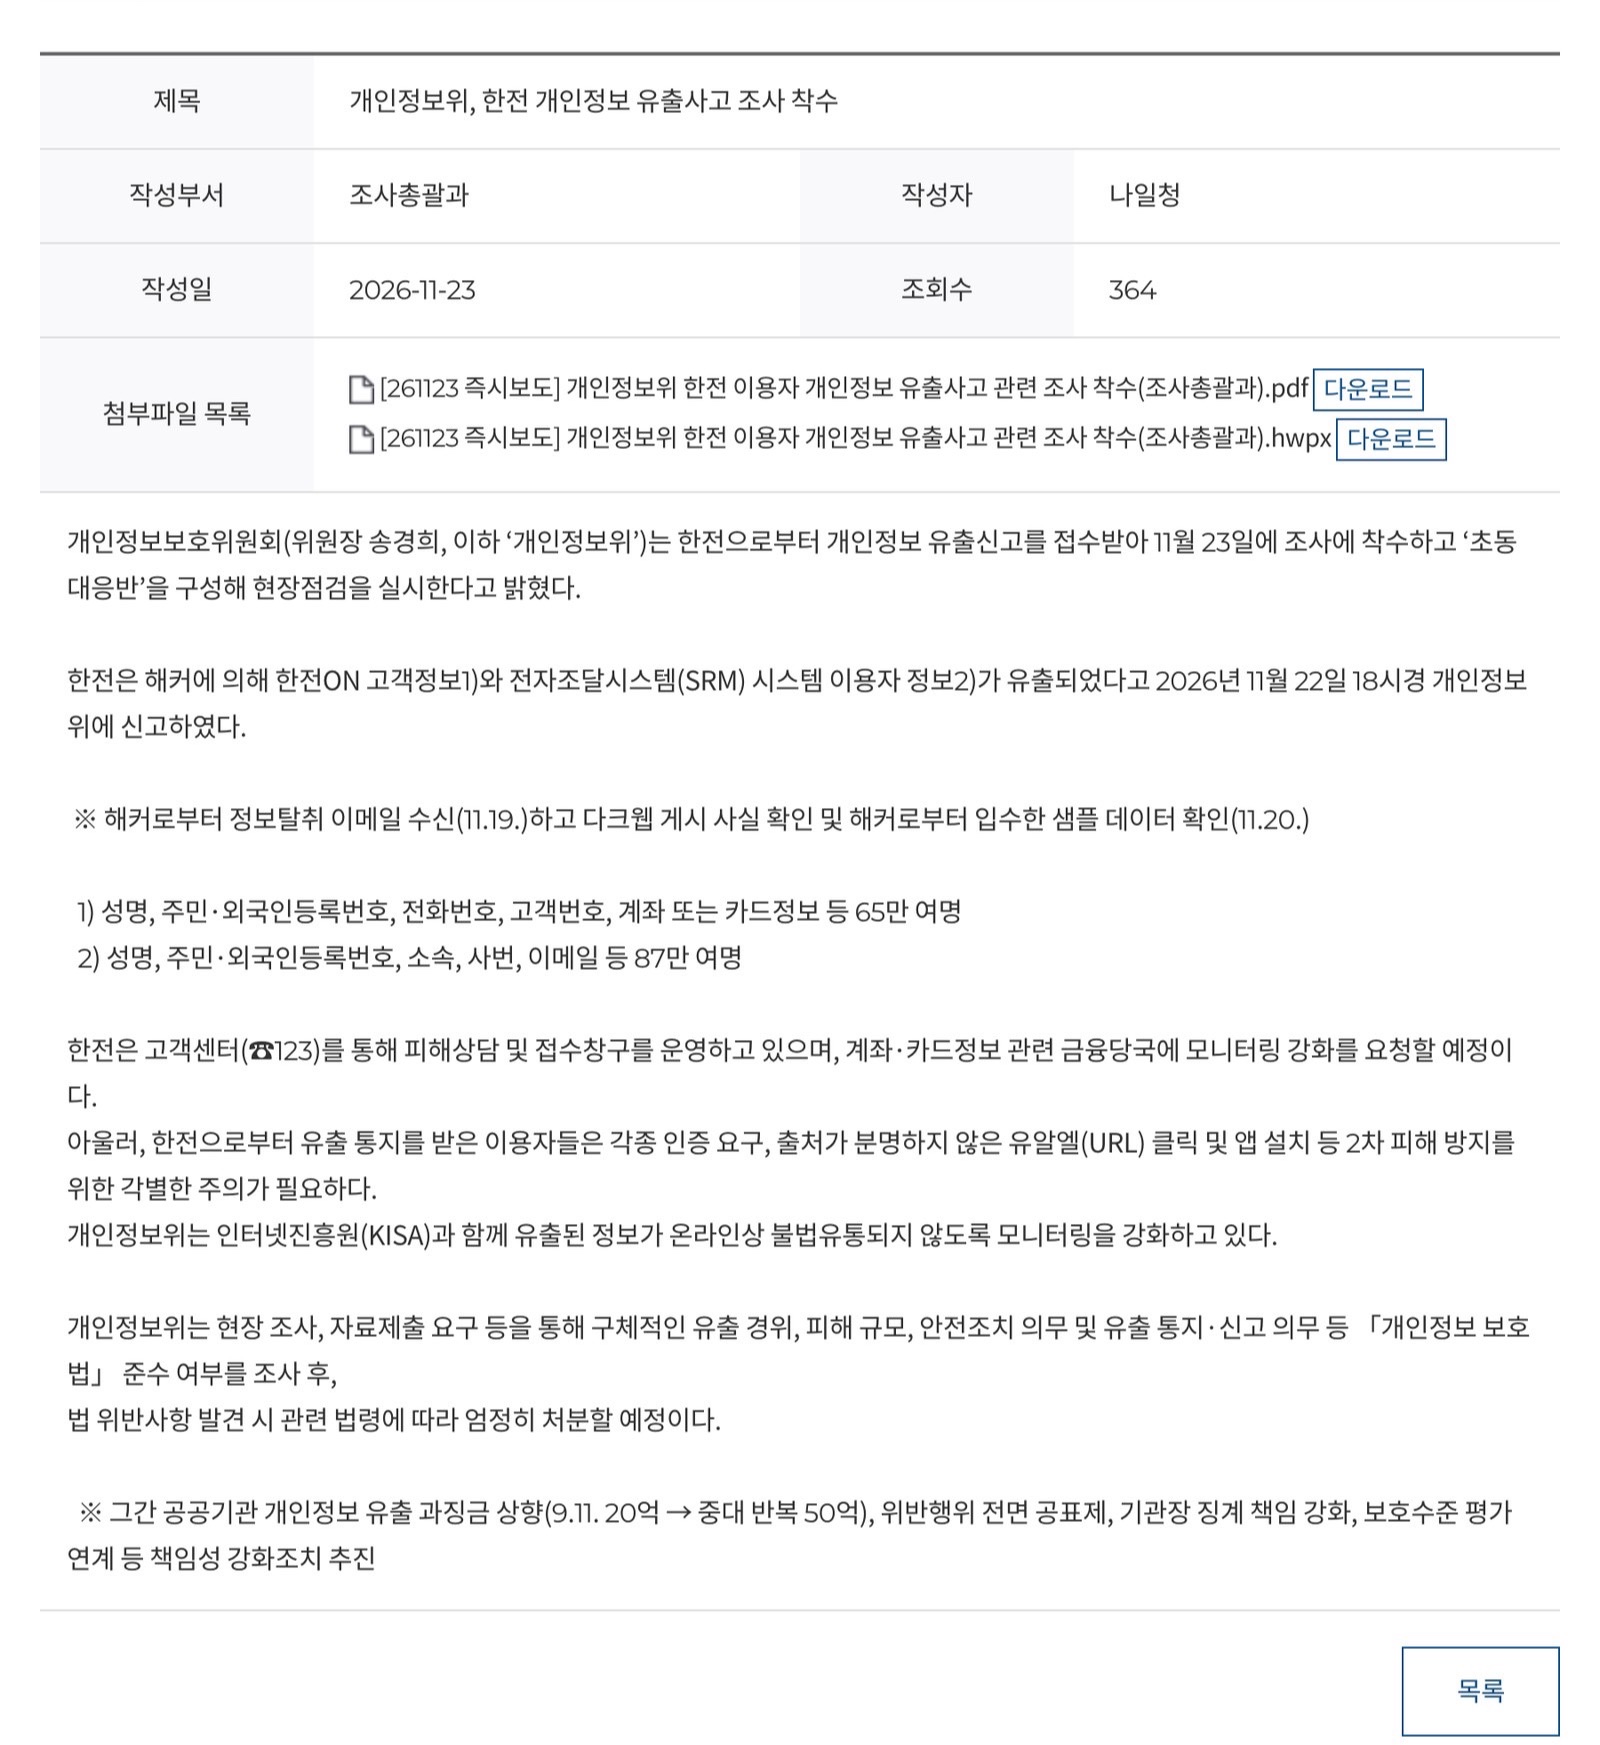 제목 개인정보위, 한전 개인정보 유출사고 조사 착수
작성부서 조사총괄과 작성자 나일청
작성일 2026-11-23 조회수 364
첨부파일 목록
[261123 즉시보도] 개인정보위 한전 이용자 개인정보 유출사고 관련 조사 착수(조사총괄과).pdf 다운로드
[261123 즉시보도] 개인정보위 한전 이용자 개인정보 유출사고 관련 조사 착수(조사총괄과).hwpx 다운로드
개인정보보호위원회(위원장 송경희, 이하 ‘개인정보위’)는 한전으로부터 개인정보 유출신고를 접수받아 11월 23일에 조사에 착수하고 ‘초동
대응반’을 구성해 현장점검을 실시한다고 밝혔다.
한전은 해커에 의해 한전ON 고객정보1)와 전자조달시스템(SRM) 시스템 이용자 정보2)가 유출되었다고 2026년 11월 22일 18시경 개인정보
위에 신고하였다.
※ 해커로부터 정보탈취 이메일 수신(11.19.)하고 다크웹 게시 사실 확인 및 해커로부터 입수한 샘플 데이터 확인(11.20.)
1) 성명, 주민·외국인등록번호, 전화번호, 고객번호, 계좌 또는 카드정보 등 65만 여명
2) 성명, 주민·외국인등록번호, 소속, 사번, 이메일 등 87만 여명
한전은 고객센터(☎123)를 통해 피해상담 및 접수창구를 운영하고 있으며, 계좌·카드정보 관련 금융당국에 모니터링 강화를 요청할 예정이
다.
아울러, 한전으로부터 유출 통지를 받은 이용자들은 각종 인증 요구, 출처가 분명하지 않은 유알엘(URL) 클릭 및 앱 설치 등 2차 피해 방지를
위한 각별한 주의가 필요하다.
개인정보위는 인터넷진흥원(KISA)과 함께 유출된 정보가 온라인상 불법유통되지 않도록 모니터링을 강화하고 있다.
개인정보위는 현장 조사, 자료제출 요구 등을 통해 구체적인 유출 경위, 피해 규모, 안전조치 의무 및 유출 통지·신고 의무 등 「개인정보 보호
법」 준수 여부를 조사 후,
법 위반사항 발견 시 관련 법령에 따라 엄정히 처분할 예정이다.
※ 그간 공공기관 개인정보 유출 과징금 상향(9.11. 20억 → 중대 반복 50억), 위반행위 전면 공표제, 기관장 징계 책임 강화, 보호수준 평가
연계 등 책임성 강화조치 추진
목록